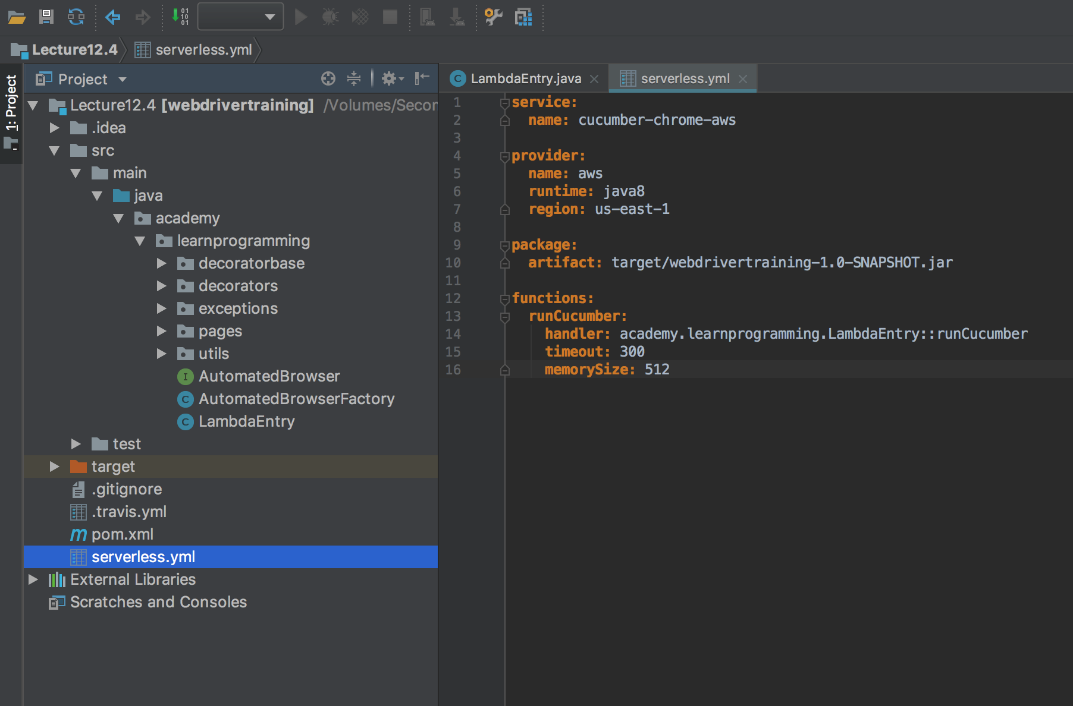 Lecture12.4 serverless.yml
1: Project
Project
Lecture12.4 [webdrivertraining] /Volumes/Secon
.idea
src
main
java
academy
learnprogramming
decoratorbase
decorators
exceptions
pages
utils
AutomatedBrowser
AutomatedBrowserFactory
LambdaEntry
test
target
.gitignore
.travis.yml
pom.xml
serverless.yml
External Libraries
Scratches and Consoles
LambdaEntry.java serverless.yml
1 service:
2 name: cucumber-chrome-aws
3
4 provider:
5 name: aws
6 runtime: java8
7 region: us-east-1
8
9 package:
10 artifact: target/webdrivertraining-1.0-SNAPSHOT.jar
11
12 functions:
13 runCucumber:
14 handler: academy.learnprogramming.LambdaEntry::runCucumber
15 timeout: 300
16 memorySize: 512